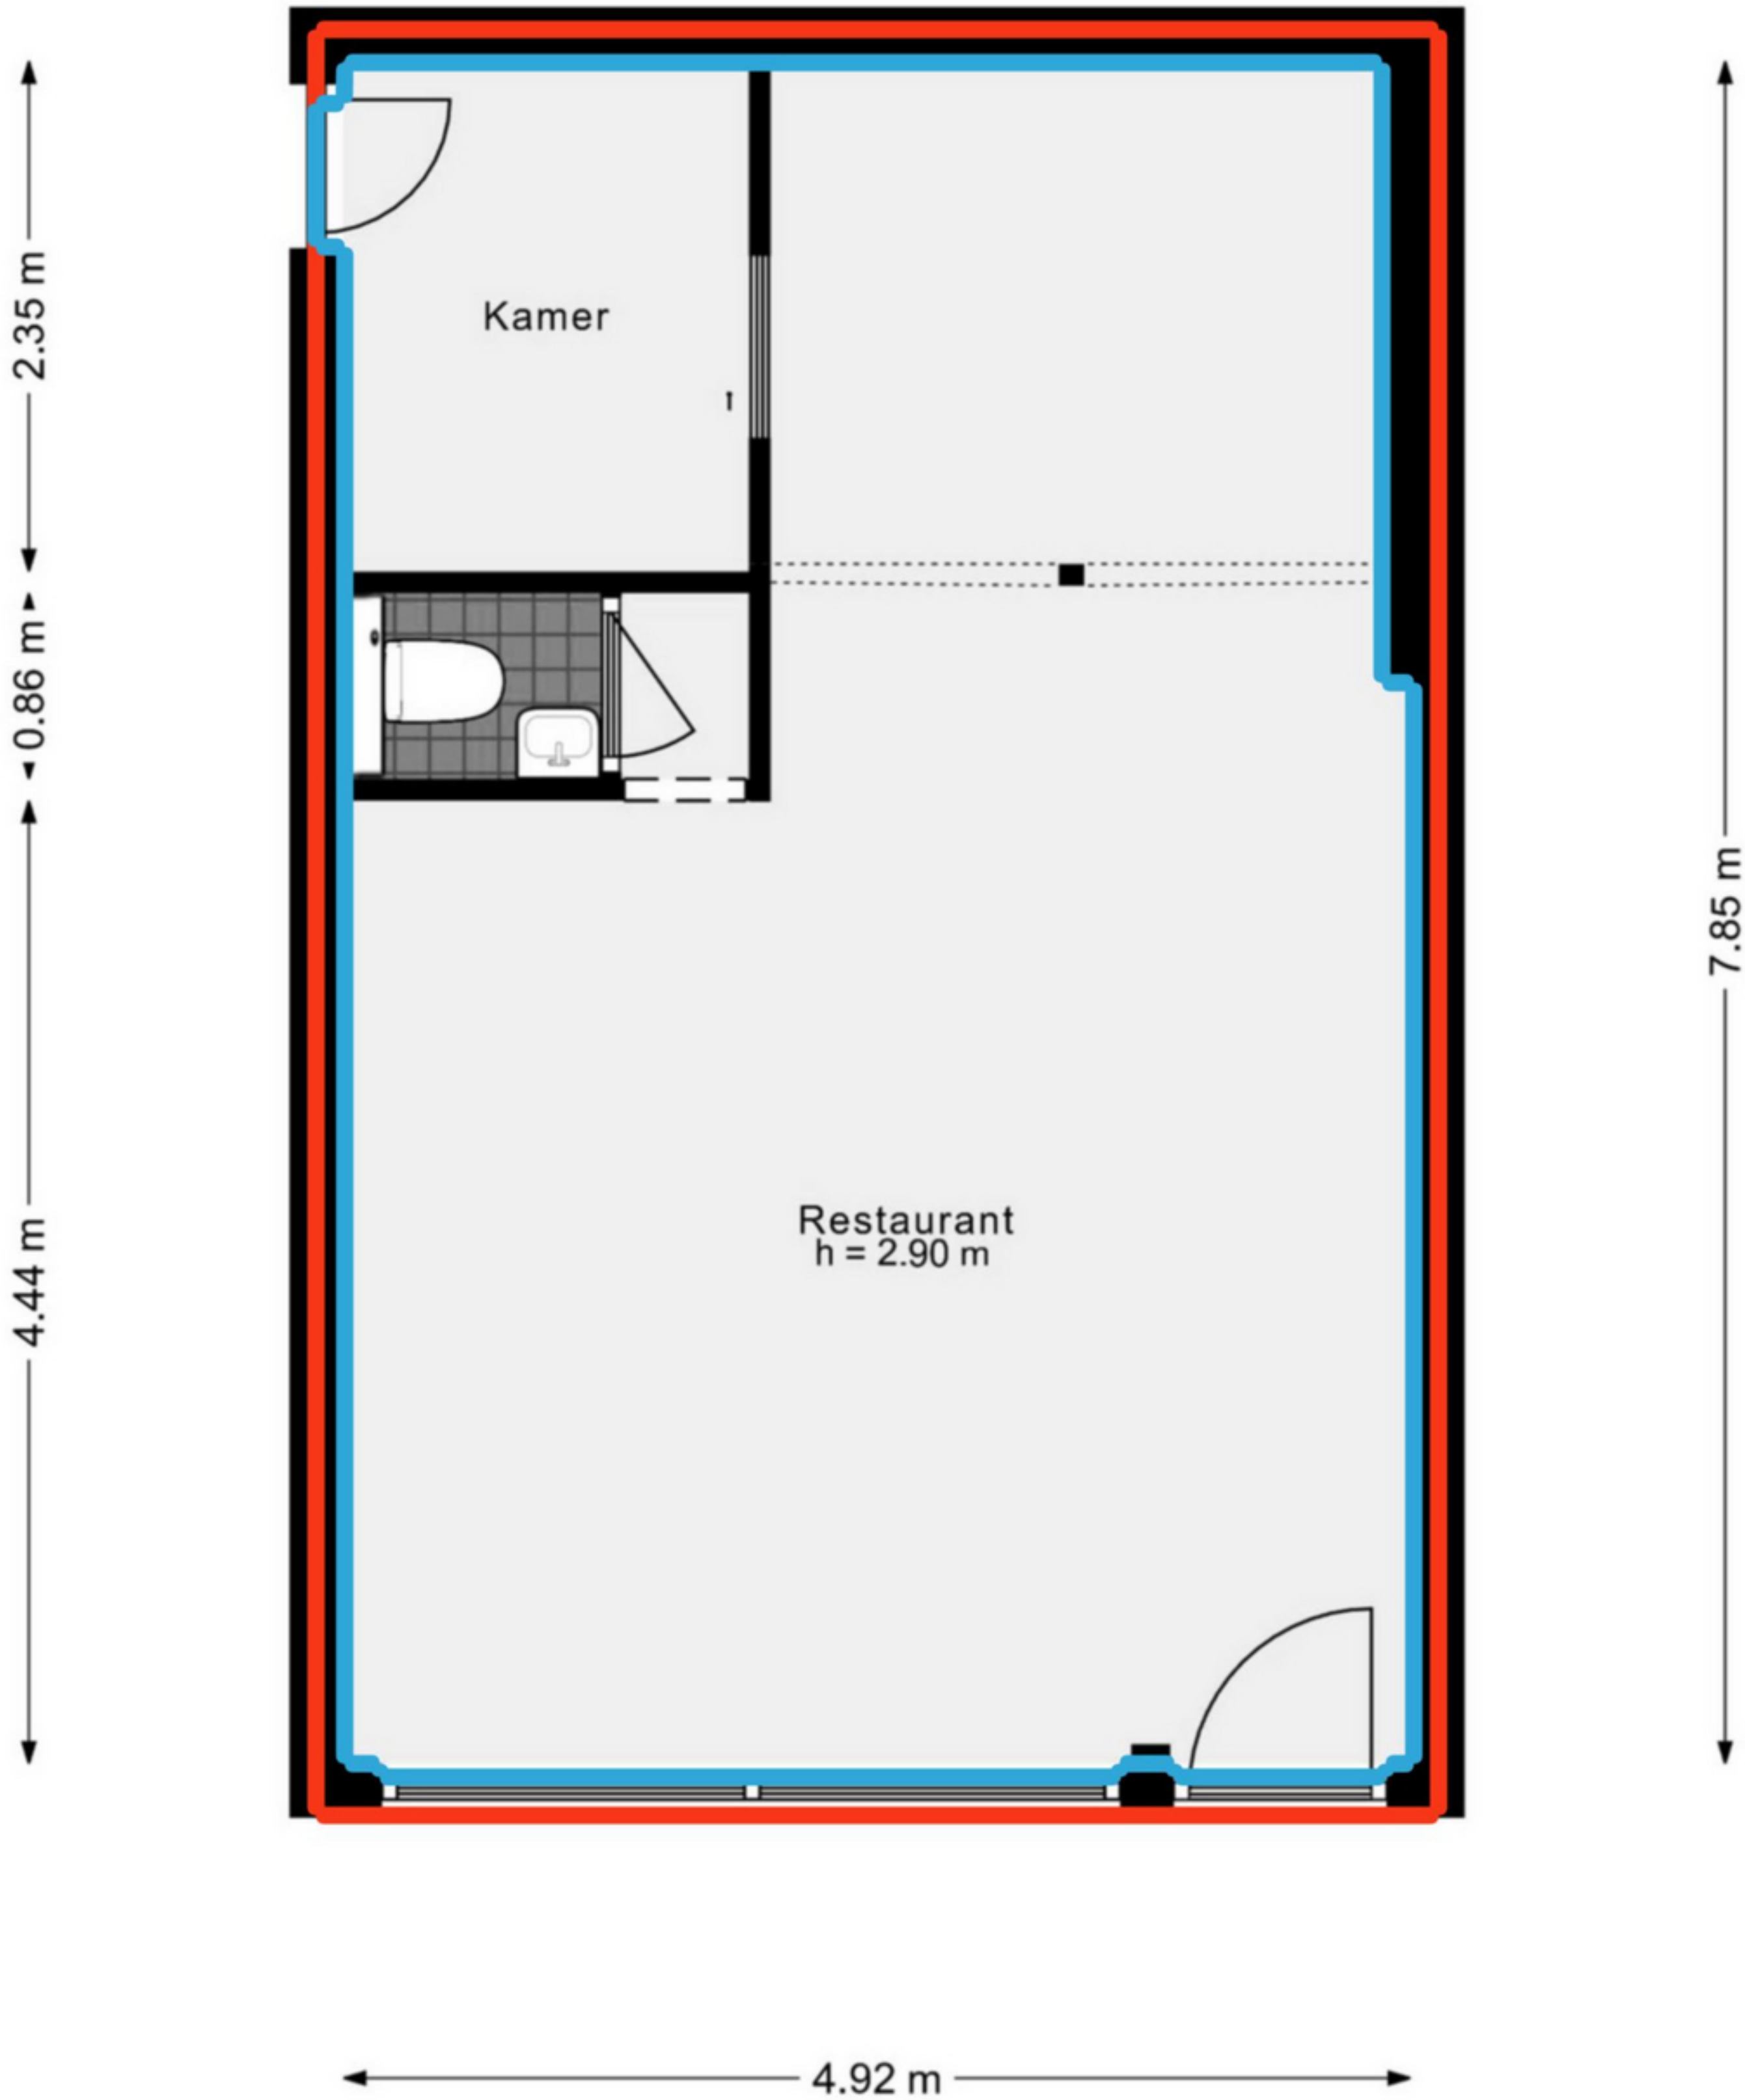 2.35 m
Kamer
0.86 m
7.85 m
4.44 m
Restaurant
h = 2.90 m
4.92 m